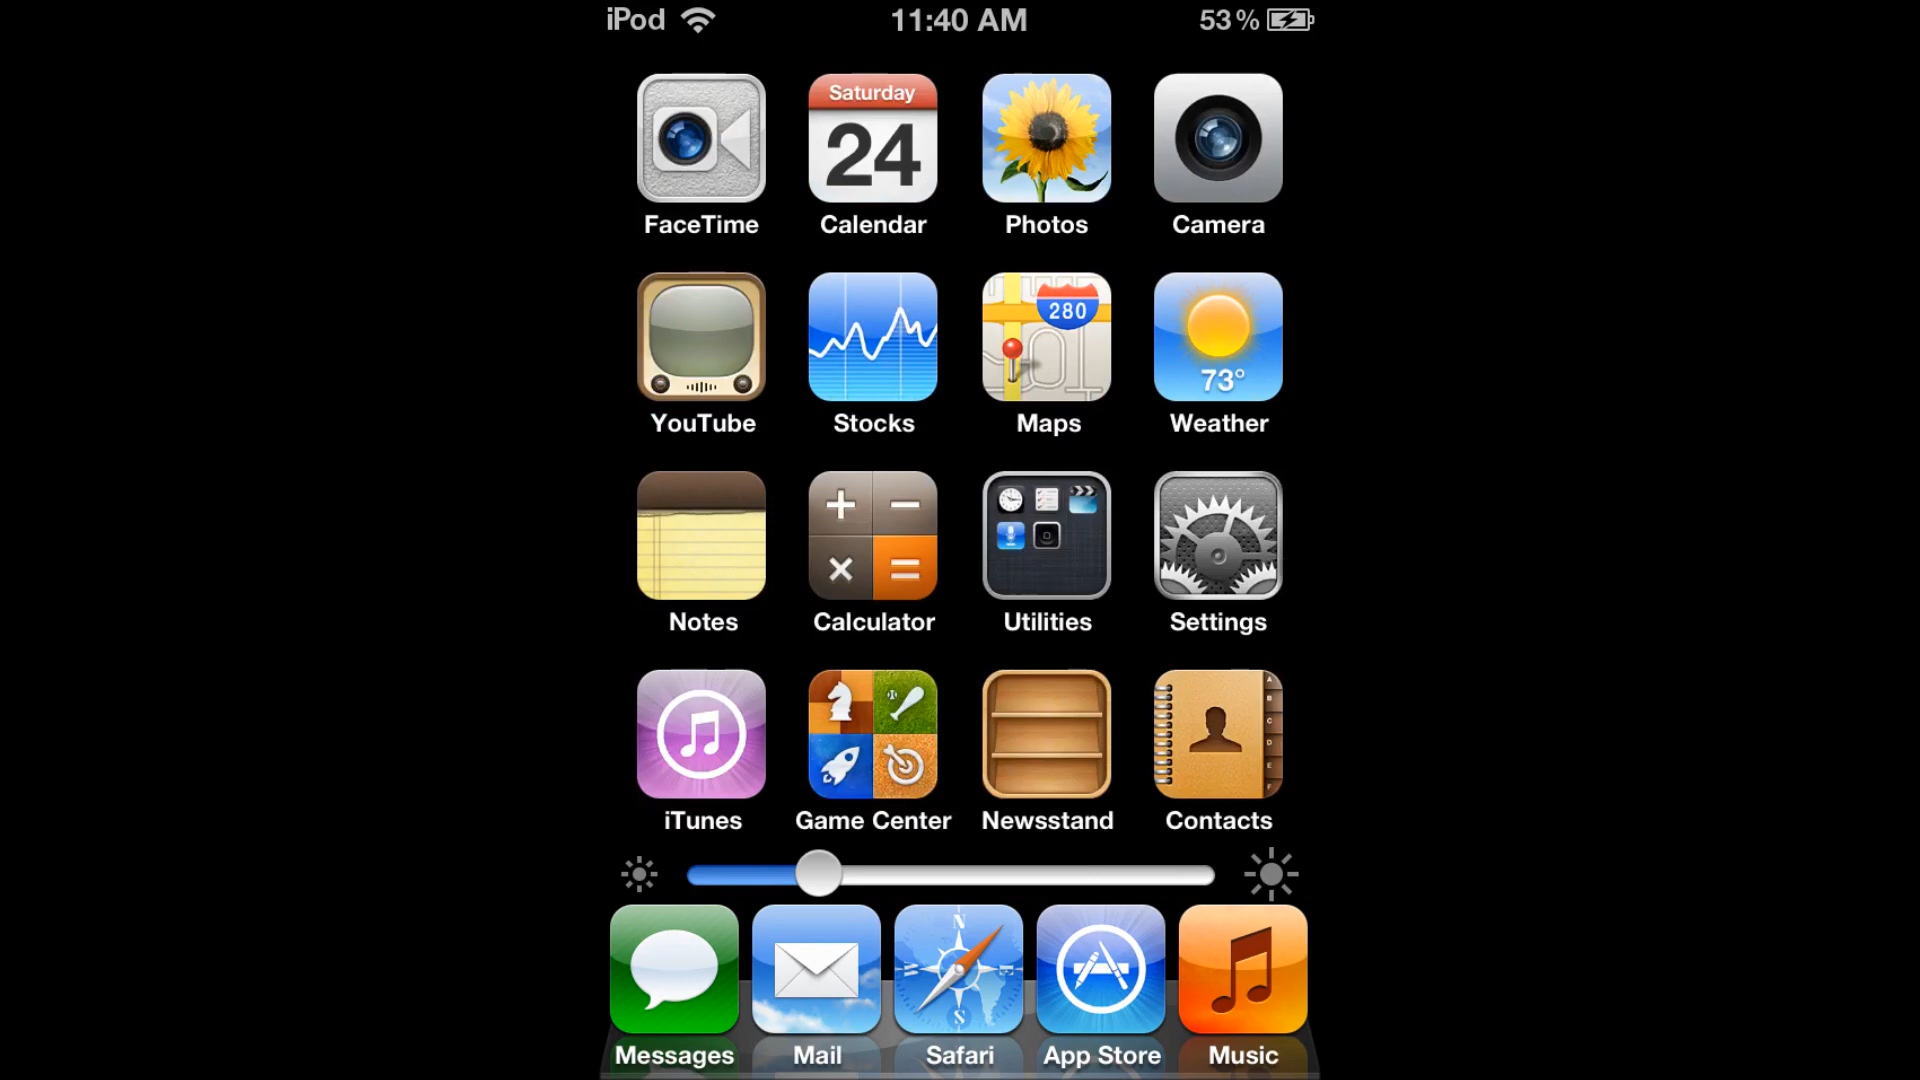 iPod 11:40 AM 53%
Saturday
24
FaceTime Calendar Photos Camera
280
73°
YouTube Stocks Maps Weather
Notes Calculator Utilities Settings
A
B
C
D
E
F
iTunes Game Center Newsstand Contacts
N
S
Messages Mail Safari App Store Music